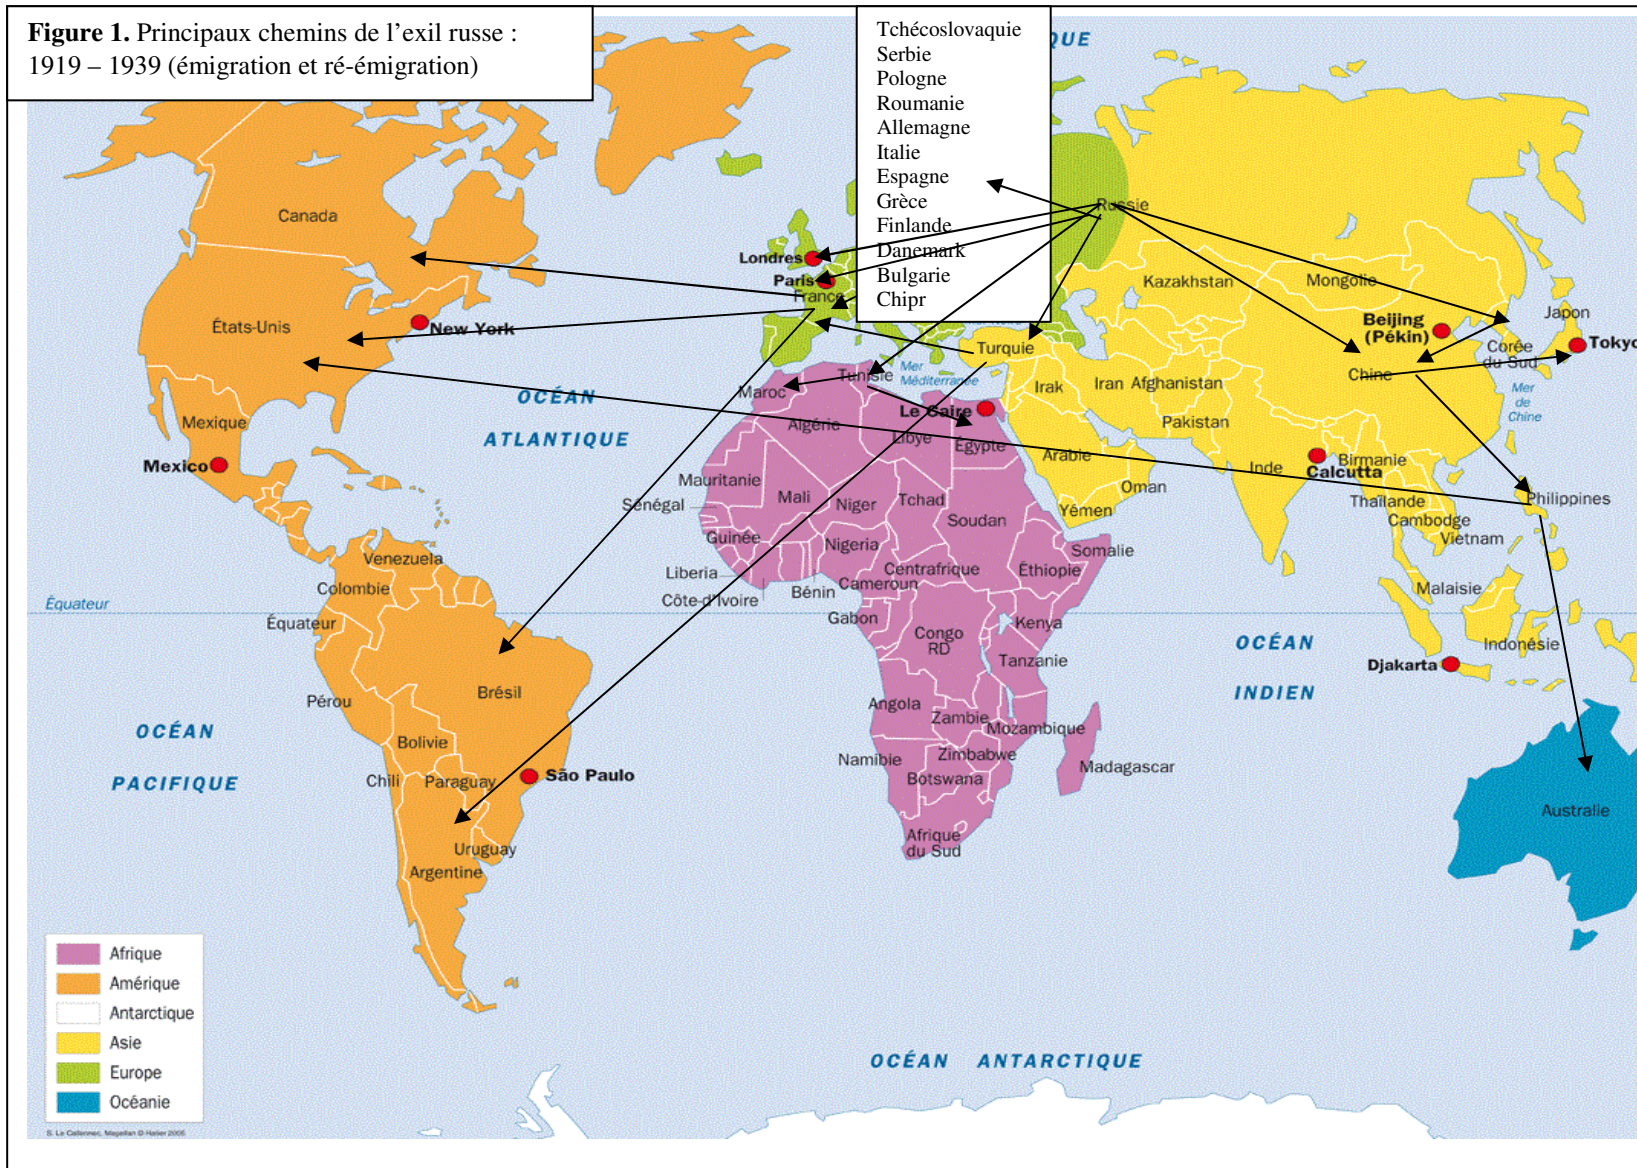 Figure 1. Principaux chemins de l'exil russe :
1919 – 1939 (émigration et ré-émigration)
Tchécoslovaquie
Serbie
Pologne
Roumanie
Allemagne
Italie
Espagne
Grèce
Finlande
Danemark
Bulgarie
Chipr
QUE
Canada
Russie
Londres
Paris
France
Kazakhstan
Mongolie
États-Unis
New York
Beijing
(Pékin)
Japon
Tokyo
Corée
du Sud
Turquie
Chine
Mer
Méditerranée
Tunisie
Maroc
Irak
Iran
Afghanistan
Mer
de
Chine
OCÉAN
ATLANTIQUE
Le Caire
Mexique
Algérie
Libye
Égypte
Pakistan
Arabie
Mexico
Inde
Calcutta
Birmanie
Oman
Mauritanie
Mali
Niger
Tchad
Yémen
Thaïlande
Philippines
Sénégal
Soudan
Cambodge
Vietnam
Guinée
Nigeria
Somalie
Venezuela
Colombie
Liberia
Centrafrique
Éthiopie
Côte-d'Ivoire
Bénin
Cameroun
Malaisie
Équateur
Équateur
Gabon
Kenya
Congo
RD
OCÉAN
INDIEN
Indonésie
Tanzanie
Djakarta
Pérou
Brésil
Angola
Zambie
Mozambique
OCÉAN
PACIFIQUE
Bolivie
Namibie
Zimbabwe
Madagascar
Chili
Paraguay
São Paulo
Botswana
Australie
Afrique
du Sud
Uruguay
Argentine
Afrique
Amérique
Antarctique
Asie
Europe
Océanie
OCÉAN ANTARCTIQUE
S. Le Callennec, Magellan © Hatier 2005